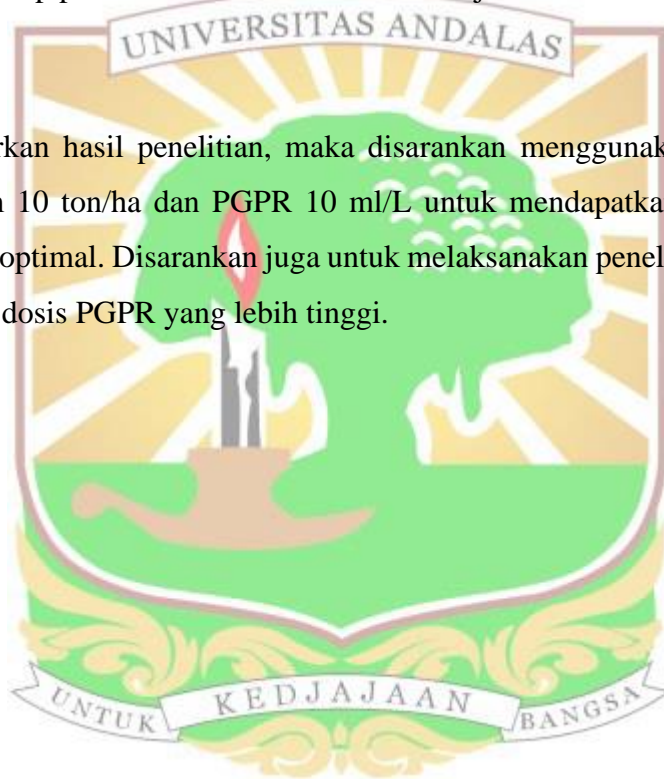 UNIVERSITAS ANDALAS
rkan hasil penelitian, maka disarankan menggunak
10 ton/ha dan PGPR 10 ml/L untuk mendapatka
optimal. Disarankan juga untuk melaksanakan penel
dosis PGPR yang lebih tinggi.
UNTUK KEDJAJAAN BANGSA